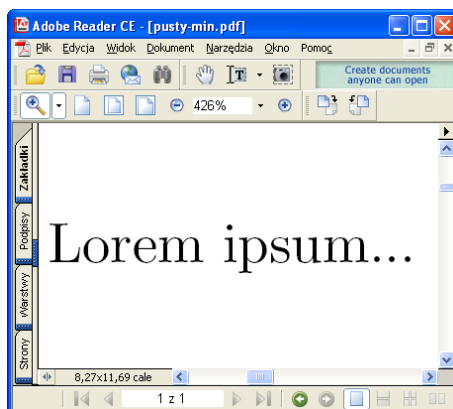 Adobe Reader CE - [pusty-min.pdf]
Plik Edycja Widok Dokument Narzędzia Okno Pomoc
Create documents
anyone can open
426%
Zakładki
Podpisy
Warstwy
Strony
Lorem ipsum...
8,27x11,69 cale
1 z 1